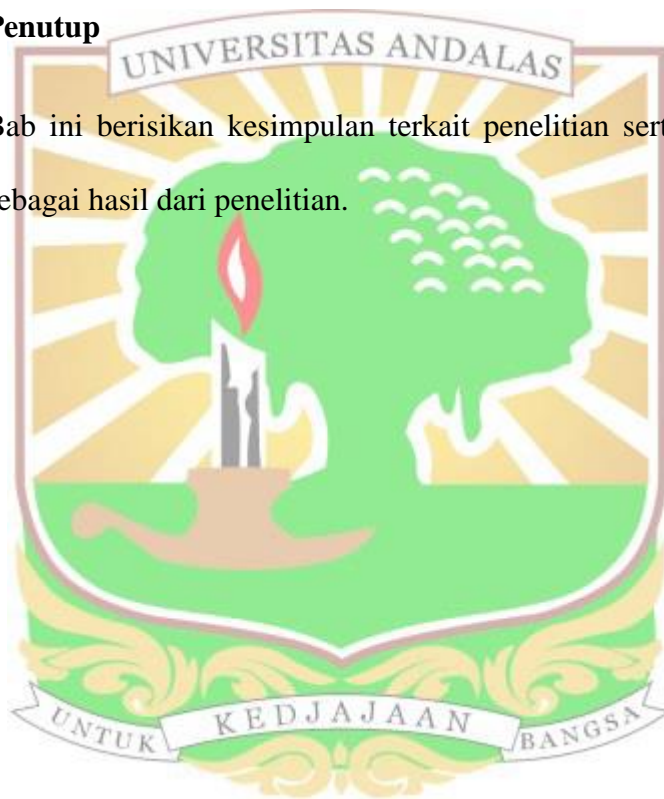 Penutup
UNIVERSITAS ANDALAS
Bab ini berisikan kesimpulan terkait penelitian sert
sebagai hasil dari penelitian.
UNTUK KEDJAJAAN BANGSA